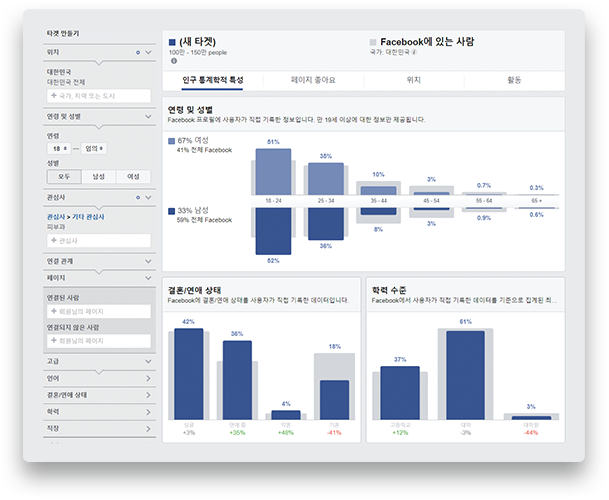 타겟 만들기
위치
대한민국
대한민국 전체
+ 국가, 지역 또는 도시
연령 및 성별
연령
18 — 임의
성별
모두 남성 여성
관심사
관심사 > 기타 관심사
피부과
+ 관심사
연결 관계
페이지
연결된 사람
+ 회원님의 페이지
연결되지 않은 사람
+ 회원님의 페이지
고급
언어
결혼/연애 상태
학력
직장
(새 타겟)
100만 - 150만 people
Facebook에 있는 사람
국가: 대한민국
인구 통계학적 특성 페이지 좋아요 위치 활동
연령 및 성별
Facebook 프로필에 사용자가 직접 기록한 정보입니다. 만 19세 이상에 대한 정보만 제공됩니다.
67% 여성
41% 전체 Facebook
51% 38% 10% 3% 0.7% 0.3%
18 - 24 25 - 34 35 - 44 45 - 54 55 - 64 65 +
33% 남성
59% 전체 Facebook
52% 36% 8% 3% 0.9% 0.6%
결혼/연애 상태
Facebook에 결혼/연애 상태를 사용자가 직접 기록한 데이터입니다.
42% 36% 4% 18%
싱글 연애 중 약혼 기혼
+3% +35% +48% -41%
학력 수준
Facebook에서 사용자가 직접 기록한 데이터를 기준으로 집계된 최...
37% 61% 3%
고등학교 대학 대학원
+12% -3% -44%